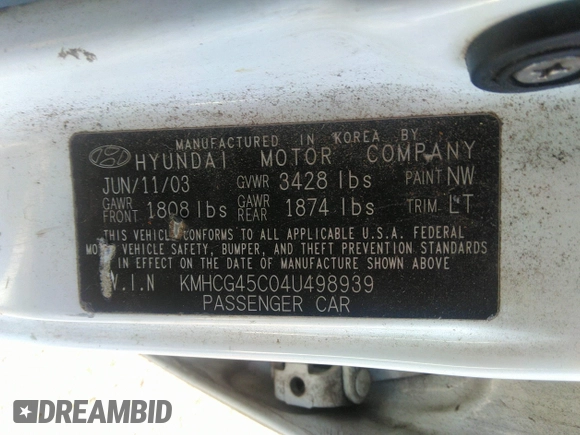 MANUFACTURED IN KOREA BY
HYUNDAI MOTOR COMPANY
JUN/11/03 GVWR 3428 lbs PAINT NW
GAWR FRONT 1808 lbs GAWR REAR 1874 lbs TRIM LT
THIS VEHICLE CONFORMS TO ALL APPLICABLE U.S.A. FEDERAL
MOTOR VEHICLE SAFETY, BUMPER, AND THEFT PREVENTION STANDARDS
IN EFFECT ON THE DATE OF MANUFACTURE SHOWN ABOVE
V.I.N KMHCG45C04U498939
PASSENGER CAR
DREAMBID